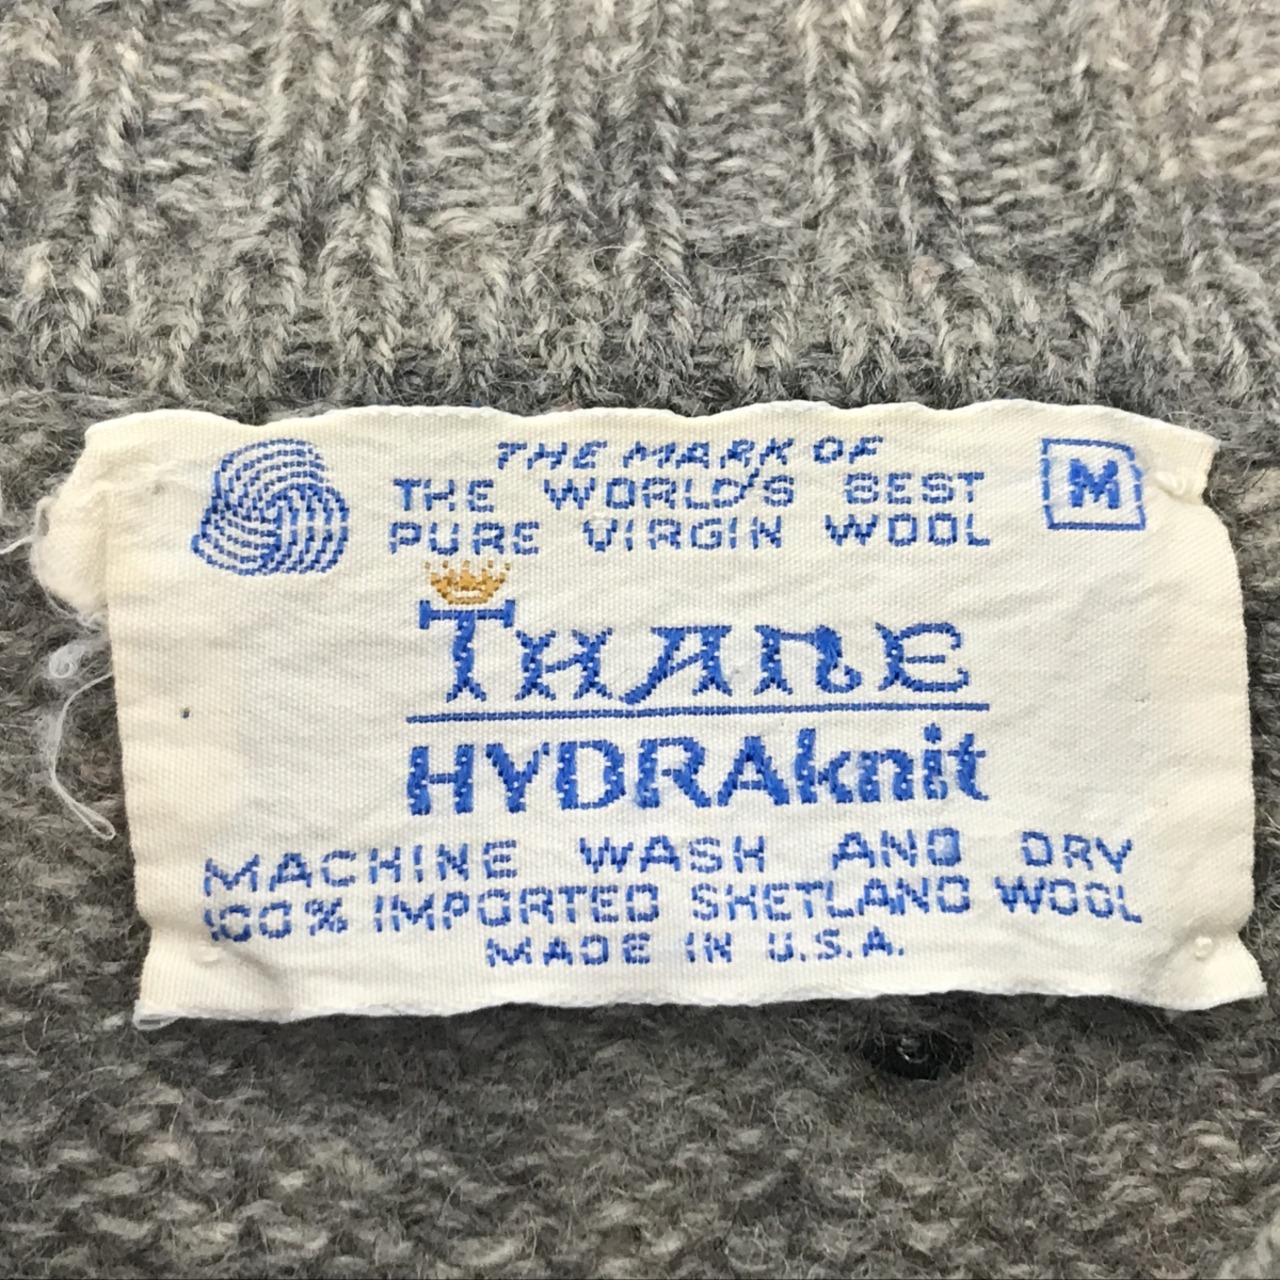 THE MARK OF
THE WORLD'S BEST
PURE VIRGIN WOOL
M
THANE
HYDRAknit
MACHINE WASH AND DRY
100% IMPORTED SHETLAND WOOL
MADE IN U.S.A.